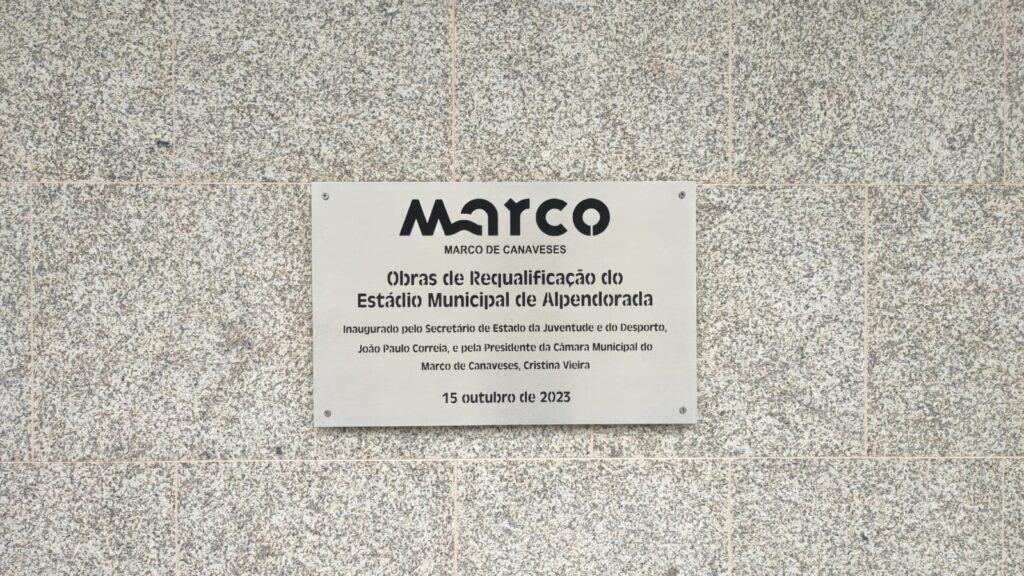 Marco
MARCO DE CANAVESES
Obras de Requalificação do
Estádio Municipal de Alpendorada
Inaugurado pelo Secretário de Estado da Juventude e do Desporto,
João Paulo Correia, e pela Presidente da Câmara Municipal do
Marco de Canaveses, Cristina Vieira
15 outubro de 2023